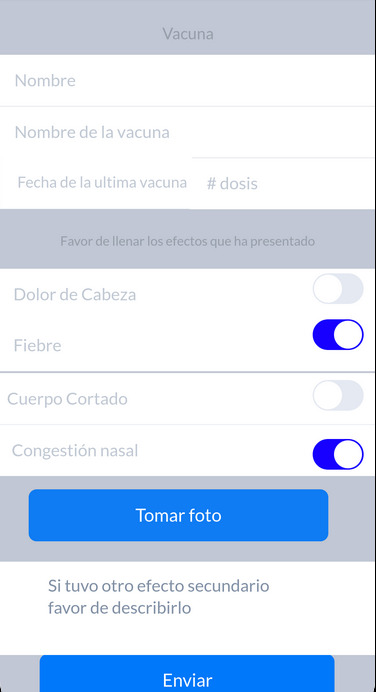 Vacuna
Nombre
Nombre de la vacuna
Fecha de la ultima vacuna # dosis
Favor de llenar los efectos que ha presentado
Dolor de Cabeza
Fiebre
Cuerpo Cortado
Congestión nasal
Tomar foto
Si tuvo otro efecto secundario
favor de describirlo
Enviar